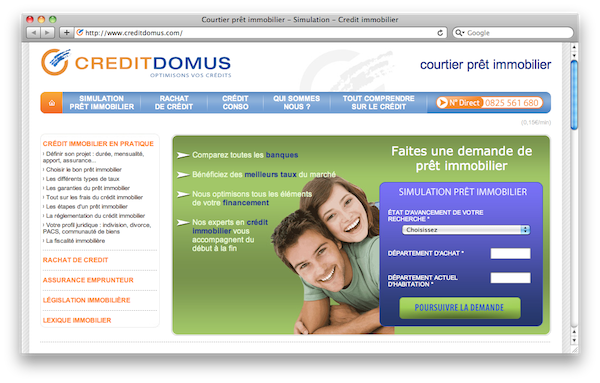 Courtier prêt immobilier – Simulation – Credit immobilier
http://www.creditdomus.com/
Google
CREDITDOMUS
OPTIMISONS VOS CRÉDITS
courtier prêt immobilier
SIMULATION
PRÊT IMMOBILIER
RACHAT
DE CRÉDIT
CRÉDIT
CONSO
QUI SOMMES
NOUS ?
TOUT COMPRENDRE
SUR LE CRÉDIT
N° Direct 0825 561 680
(0,15€/min)
CRÉDIT IMMOBILIER EN PRATIQUE
Définir son projet : durée, mensualité,
apport, assurance...
Choisir le bon prêt immobilier
Les différents types de taux
Les garanties du prêt immobilier
Tout sur les frais du crédit immobilier
Les étapes d'un prêt immobilier
La réglementation du crédit immobilier
Votre profil juridique : indivision, divorce,
PACS, communauté de biens
La fiscalité immobilière
RACHAT DE CREDIT
ASSURANCE EMPRUNTEUR
LÉGISLATION IMMOBILIÈRE
LEXIQUE IMMOBILIER
Comparez toutes les banques
Bénéficiez des meilleurs taux du marché
Nous optimisons tous les éléments
de votre financement
Nos experts en crédit
immobilier vous
accompagnent du
début à la fin
Faites une demande de
prêt immobilier
SIMULATION PRÊT IMMOBILIER
ÉTAT D'AVANCEMENT DE VOTRE
RECHERCHE *
Choisissez
DÉPARTEMENT D'ACHAT *
DÉPARTEMENT ACTUEL
D'HABITATION *
POURSUIVRE LA DEMANDE